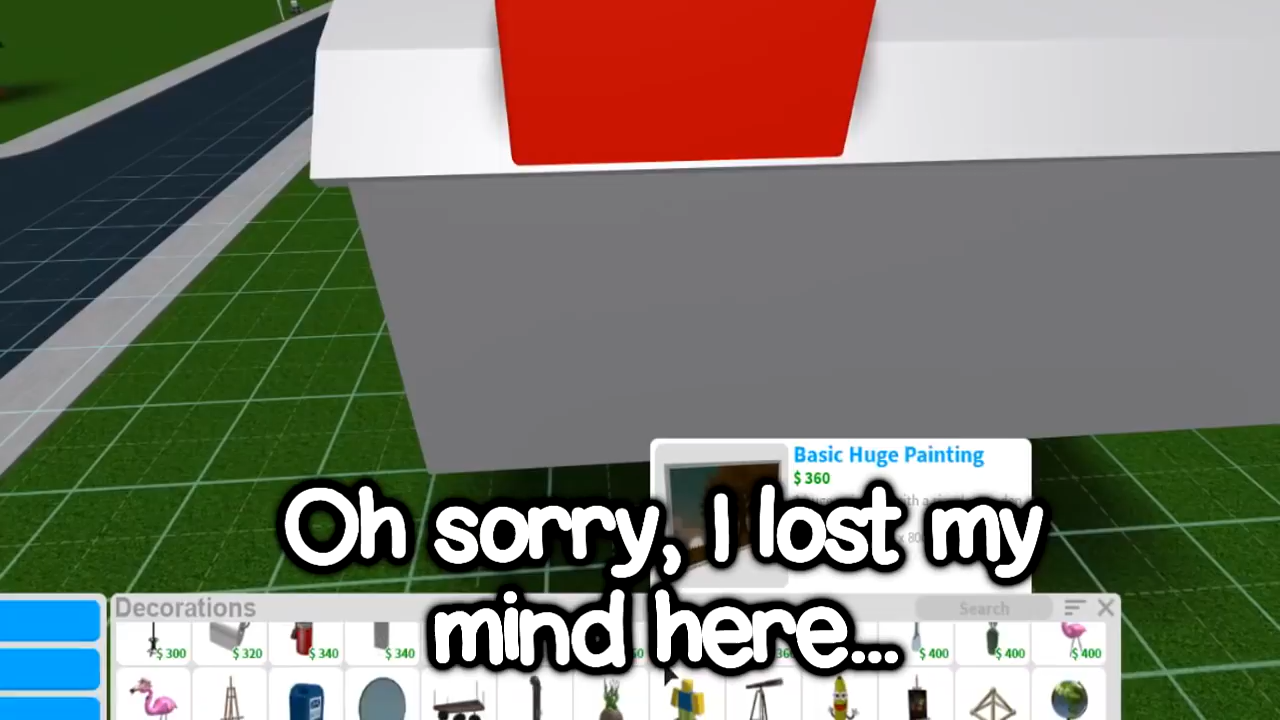 Basic Huge Painting
$ 360
Oh sorry, I lost my
mind here...
Decorations
Search
$ 300
$ 320
$ 340
$ 340
$ 400
$ 400
$ 400